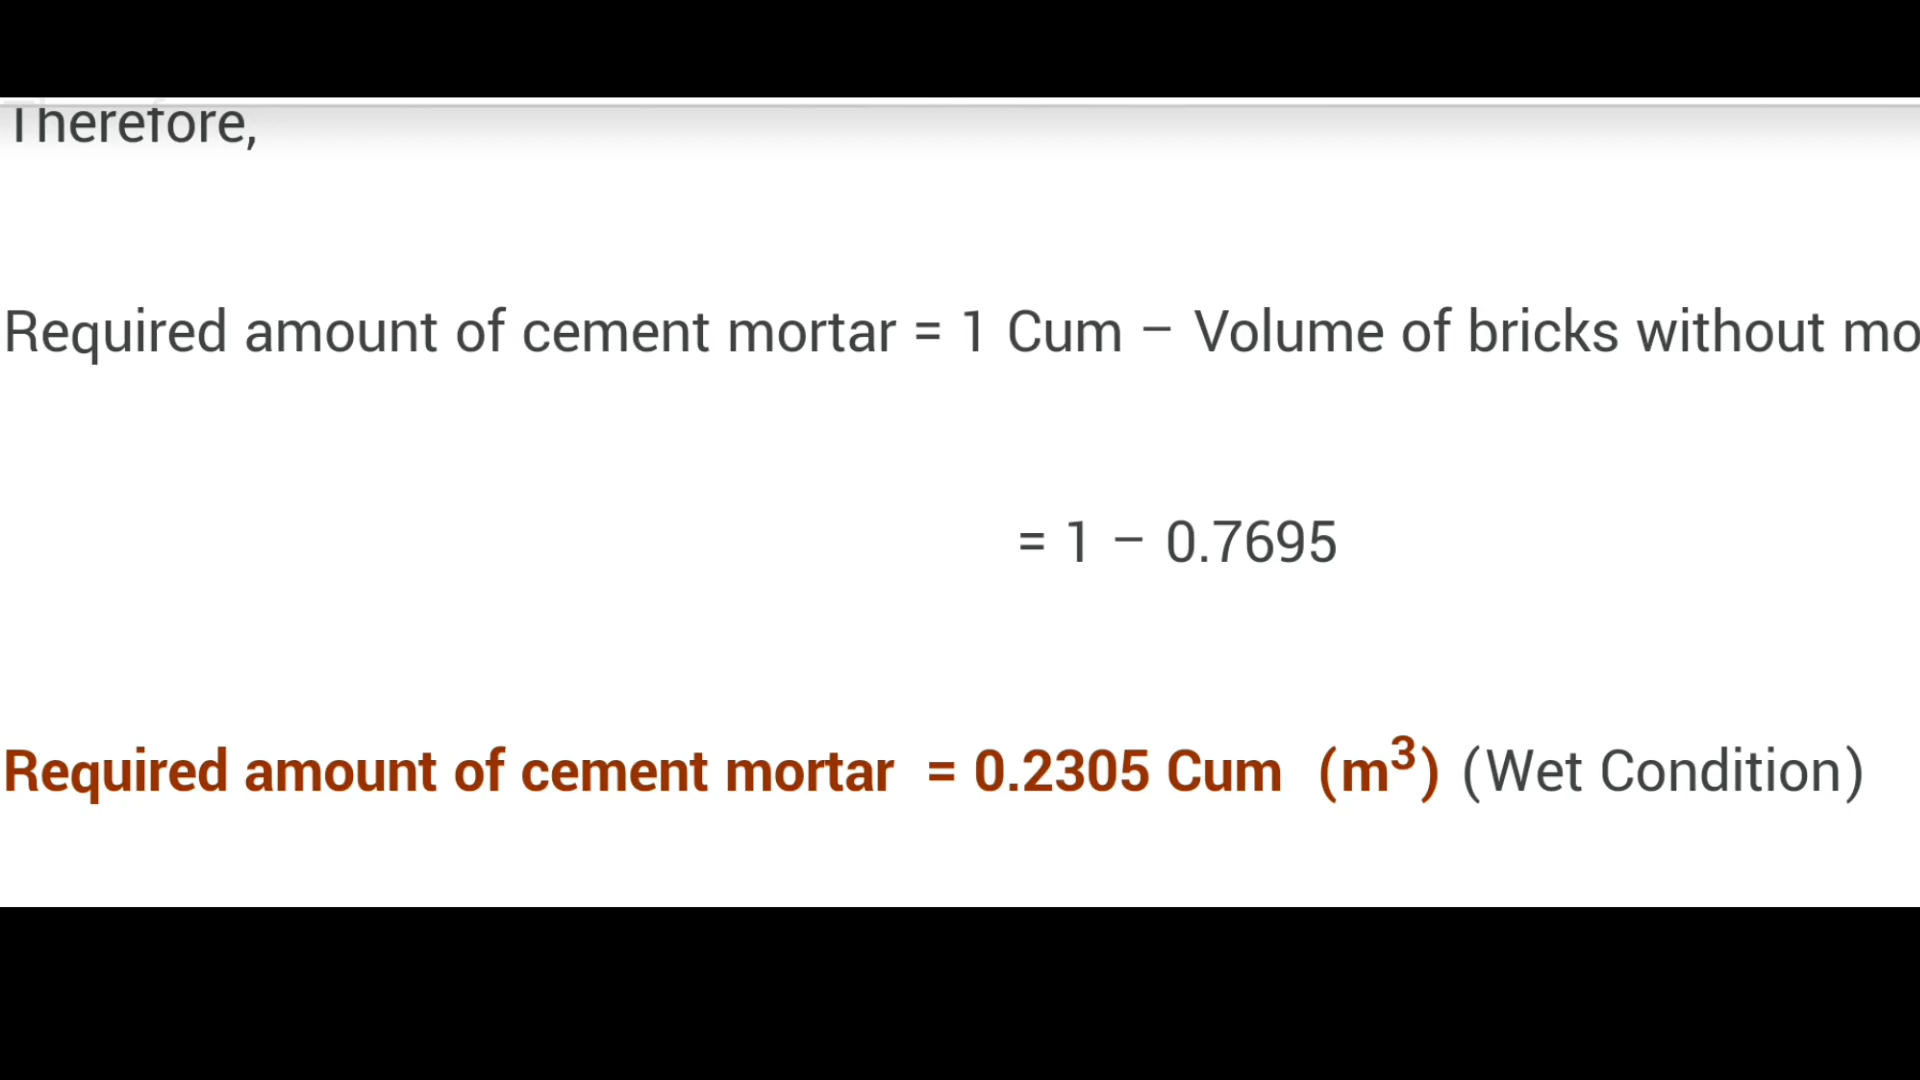 Therefore,
Required amount of cement mortar = 1 Cum – Volume of bricks without mo
= 1 – 0.7695
Required amount of cement mortar = 0.2305 Cum (m³) (Wet Condition)